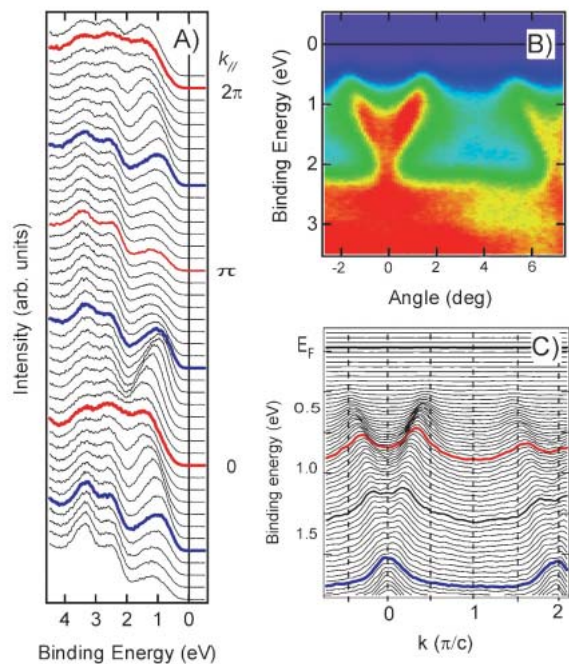 A)
k//
2π
π
0
Intensity (arb. units)
4 3 2 1 0
Binding Energy (eV)
B)
0
1
2
3
Binding Energy (eV)
-2 0 2 4 6
Angle (deg)
C)
EF
0.5
1.0
1.5
Binding energy (eV)
0 1 2
k (π/c)